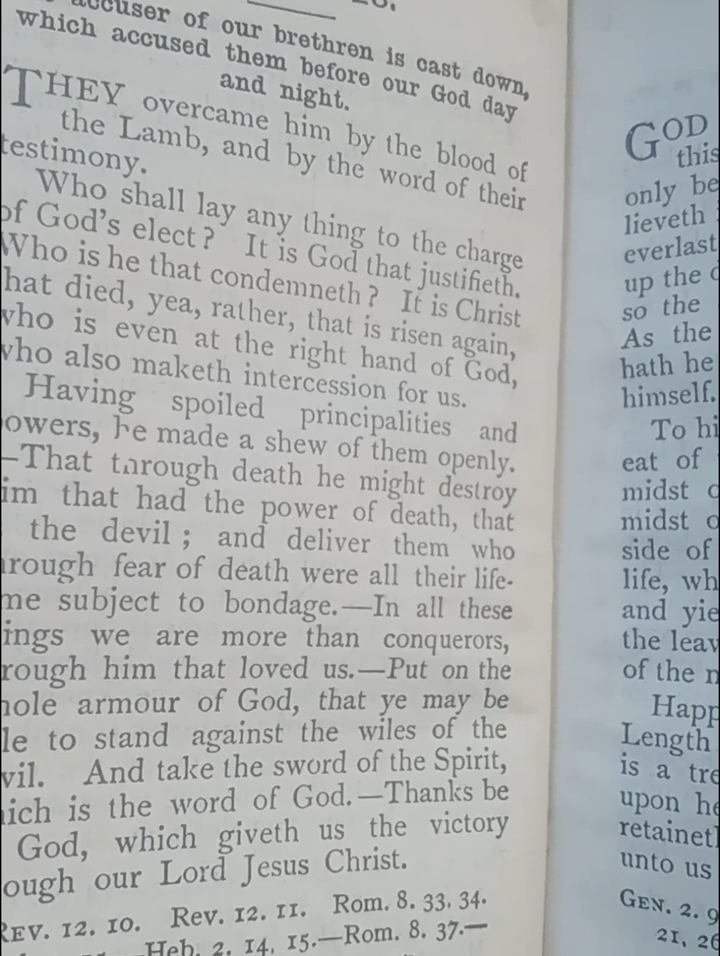 accuser of our brethren is cast down,
which accused them before our God day
and night.
THEY overcame him by the blood of
the Lamb, and by the word of their
testimony.
Who shall lay any thing to the charge
of God's elect? It is God that justifieth.
Who is he that condemneth? It is Christ
hat died, yea, rather, that is risen again,
who is even at the right hand of God,
who also maketh intercession for us.
Having spoiled principalities and
owers, he made a shew of them openly.
—That through death he might destroy
im that had the power of death, that
the devil; and deliver them who
rough fear of death were all their life-
me subject to bondage.—In all these
ings we are more than conquerors,
rough him that loved us.—Put on the
hole armour of God, that ye may be
le to stand against the wiles of the
vil. And take the sword of the Spirit,
ich is the word of God.—Thanks be
God, which giveth us the victory
ough our Lord Jesus Christ.
REV. 12. 10. Rev. 12. 11. Rom. 8. 33, 34.
—Heb. 2. 14, 15.—Rom. 8. 37.—
GOD
this
only be
lieveth
everlast
up the
so the
As the
hath he
himself.
To hi
eat of
midst
midst
side of
life, wh
and yie
the leav
of the
Happ
Length
is a tre
upon he
retainet
unto us
GEN. 2. 9
21, 26